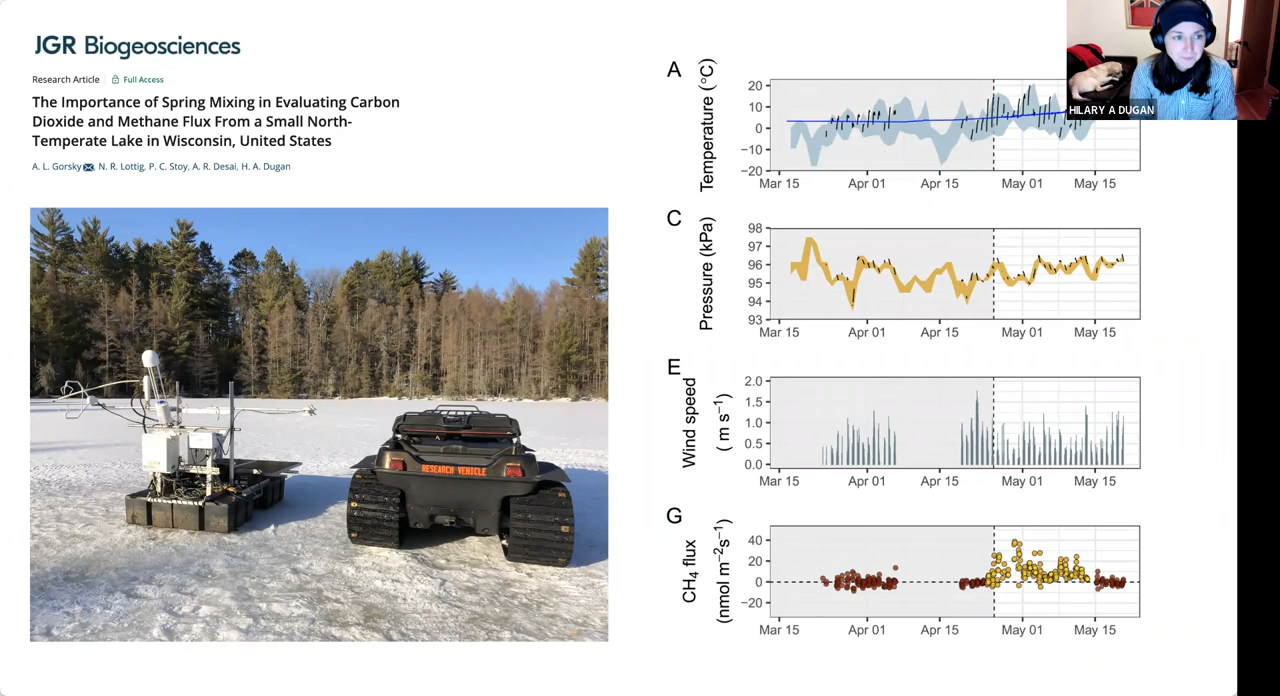 JGR Biogeosciences
Research Article
Full Access
The Importance of Spring Mixing in Evaluating Carbon
Dioxide and Methane Flux From a Small North-
Temperate Lake in Wisconsin, United States
A. L. Gorsky, N. R. Lottig, P. C. Stoy, A. R. Desai, H. A. Dugan
RESEARCH VEHICLE
HILARY A DUGAN
A
Temperature (°C)
20
10
0
−10
−20
Mar 15 Apr 01 Apr 15 May 01 May 15
C
Pressure (kPa)
98
97
96
95
94
93
Mar 15 Apr 01 Apr 15 May 01 May 15
E
Wind speed
( m s⁻¹)
2.0
1.5
1.0
0.5
0.0
Mar 15 Apr 01 Apr 15 May 01 May 15
G
CH₄ flux
(nmol m⁻²s⁻¹)
40
20
0
−20
Mar 15 Apr 01 Apr 15 May 01 May 15